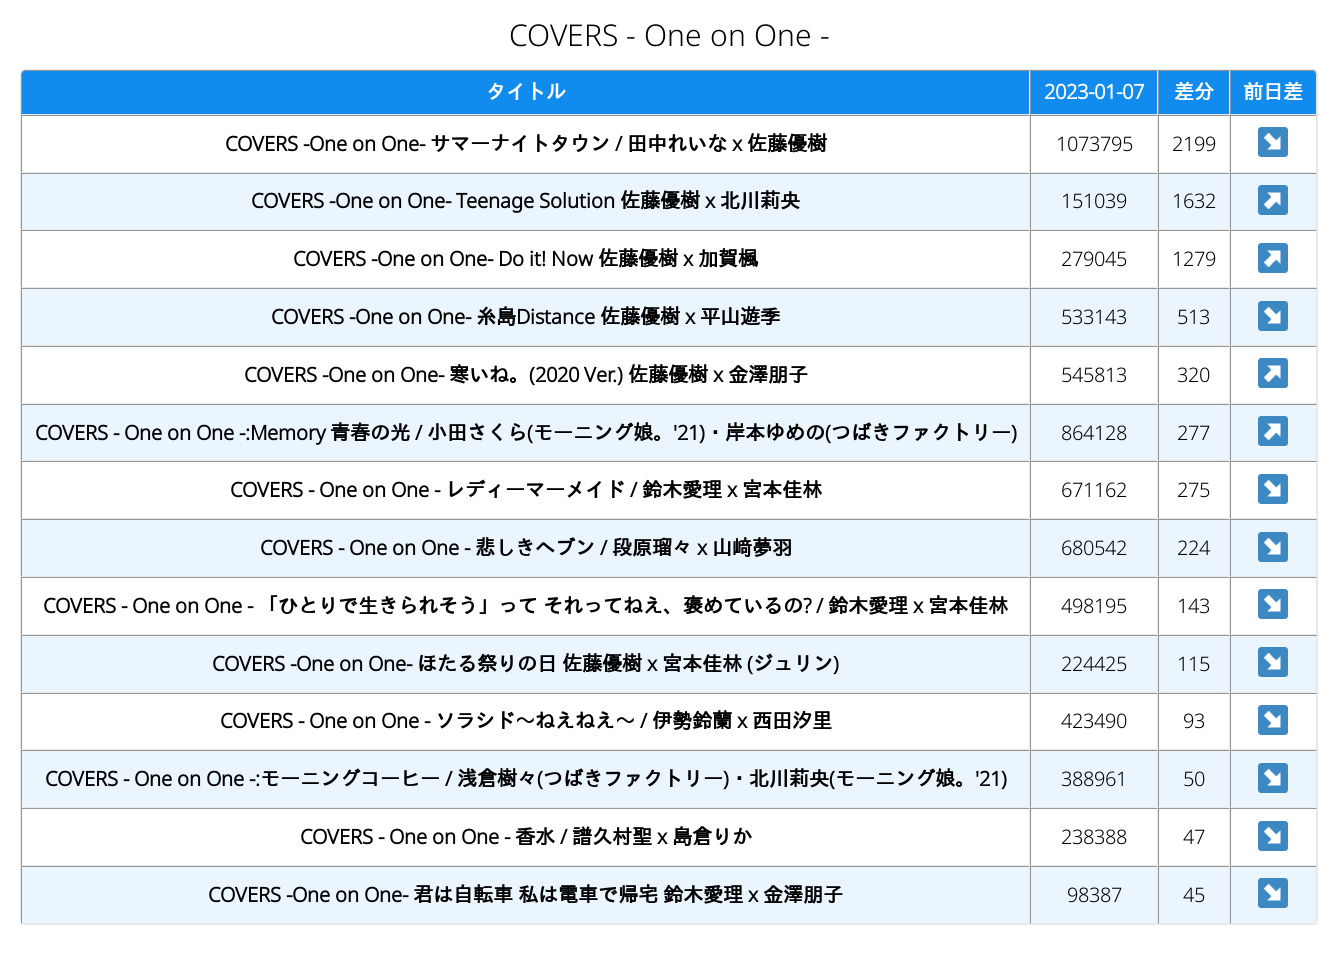 COVERS - One on One -
タイトル 2023-01-07 差分 前日差
COVERS -One on One- サマーナイトタウン / 田中れいな x 佐藤優樹 1073795 2199 ↘
COVERS -One on One- Teenage Solution 佐藤優樹 x 北川莉央 151039 1632 ↗
COVERS -One on One- Do it! Now 佐藤優樹 x 加賀楓 279045 1279 ↗
COVERS -One on One- 糸島Distance 佐藤優樹 x 平山遊季 533143 513 ↘
COVERS -One on One- 寒いね。(2020 Ver.) 佐藤優樹 x 金澤朋子 545813 320 ↗
COVERS - One on One -:Memory 青春の光 / 小田さくら(モーニング娘。'21)・岸本ゆめの(つばきファクトリー) 864128 277 ↗
COVERS - One on One - レディーマーメイド / 鈴木愛理 x 宮本佳林 671162 275 ↘
COVERS - One on One - 悲しきヘブン / 段原瑠々 x 山﨑夢羽 680542 224 ↘
COVERS - One on One - 「ひとりで生きられそう」って それってねえ、褒めているの? / 鈴木愛理 x 宮本佳林 498195 143 ↘
COVERS -One on One- ほたる祭りの日 佐藤優樹 x 宮本佳林 (ジュリン) 224425 115 ↘
COVERS - One on One - ソラシド～ねえねえ～ / 伊勢鈴蘭 x 西田汐里 423490 93 ↘
COVERS - One on One -:モーニングコーヒー / 浅倉樹々(つばきファクトリー)・北川莉央(モーニング娘。'21) 388961 50 ↘
COVERS - One on One - 香水 / 譜久村聖 x 島倉りか 238388 47 ↘
COVERS -One on One- 君は自転車 私は電車で帰宅 鈴木愛理 x 金澤朋子 98387 45 ↘